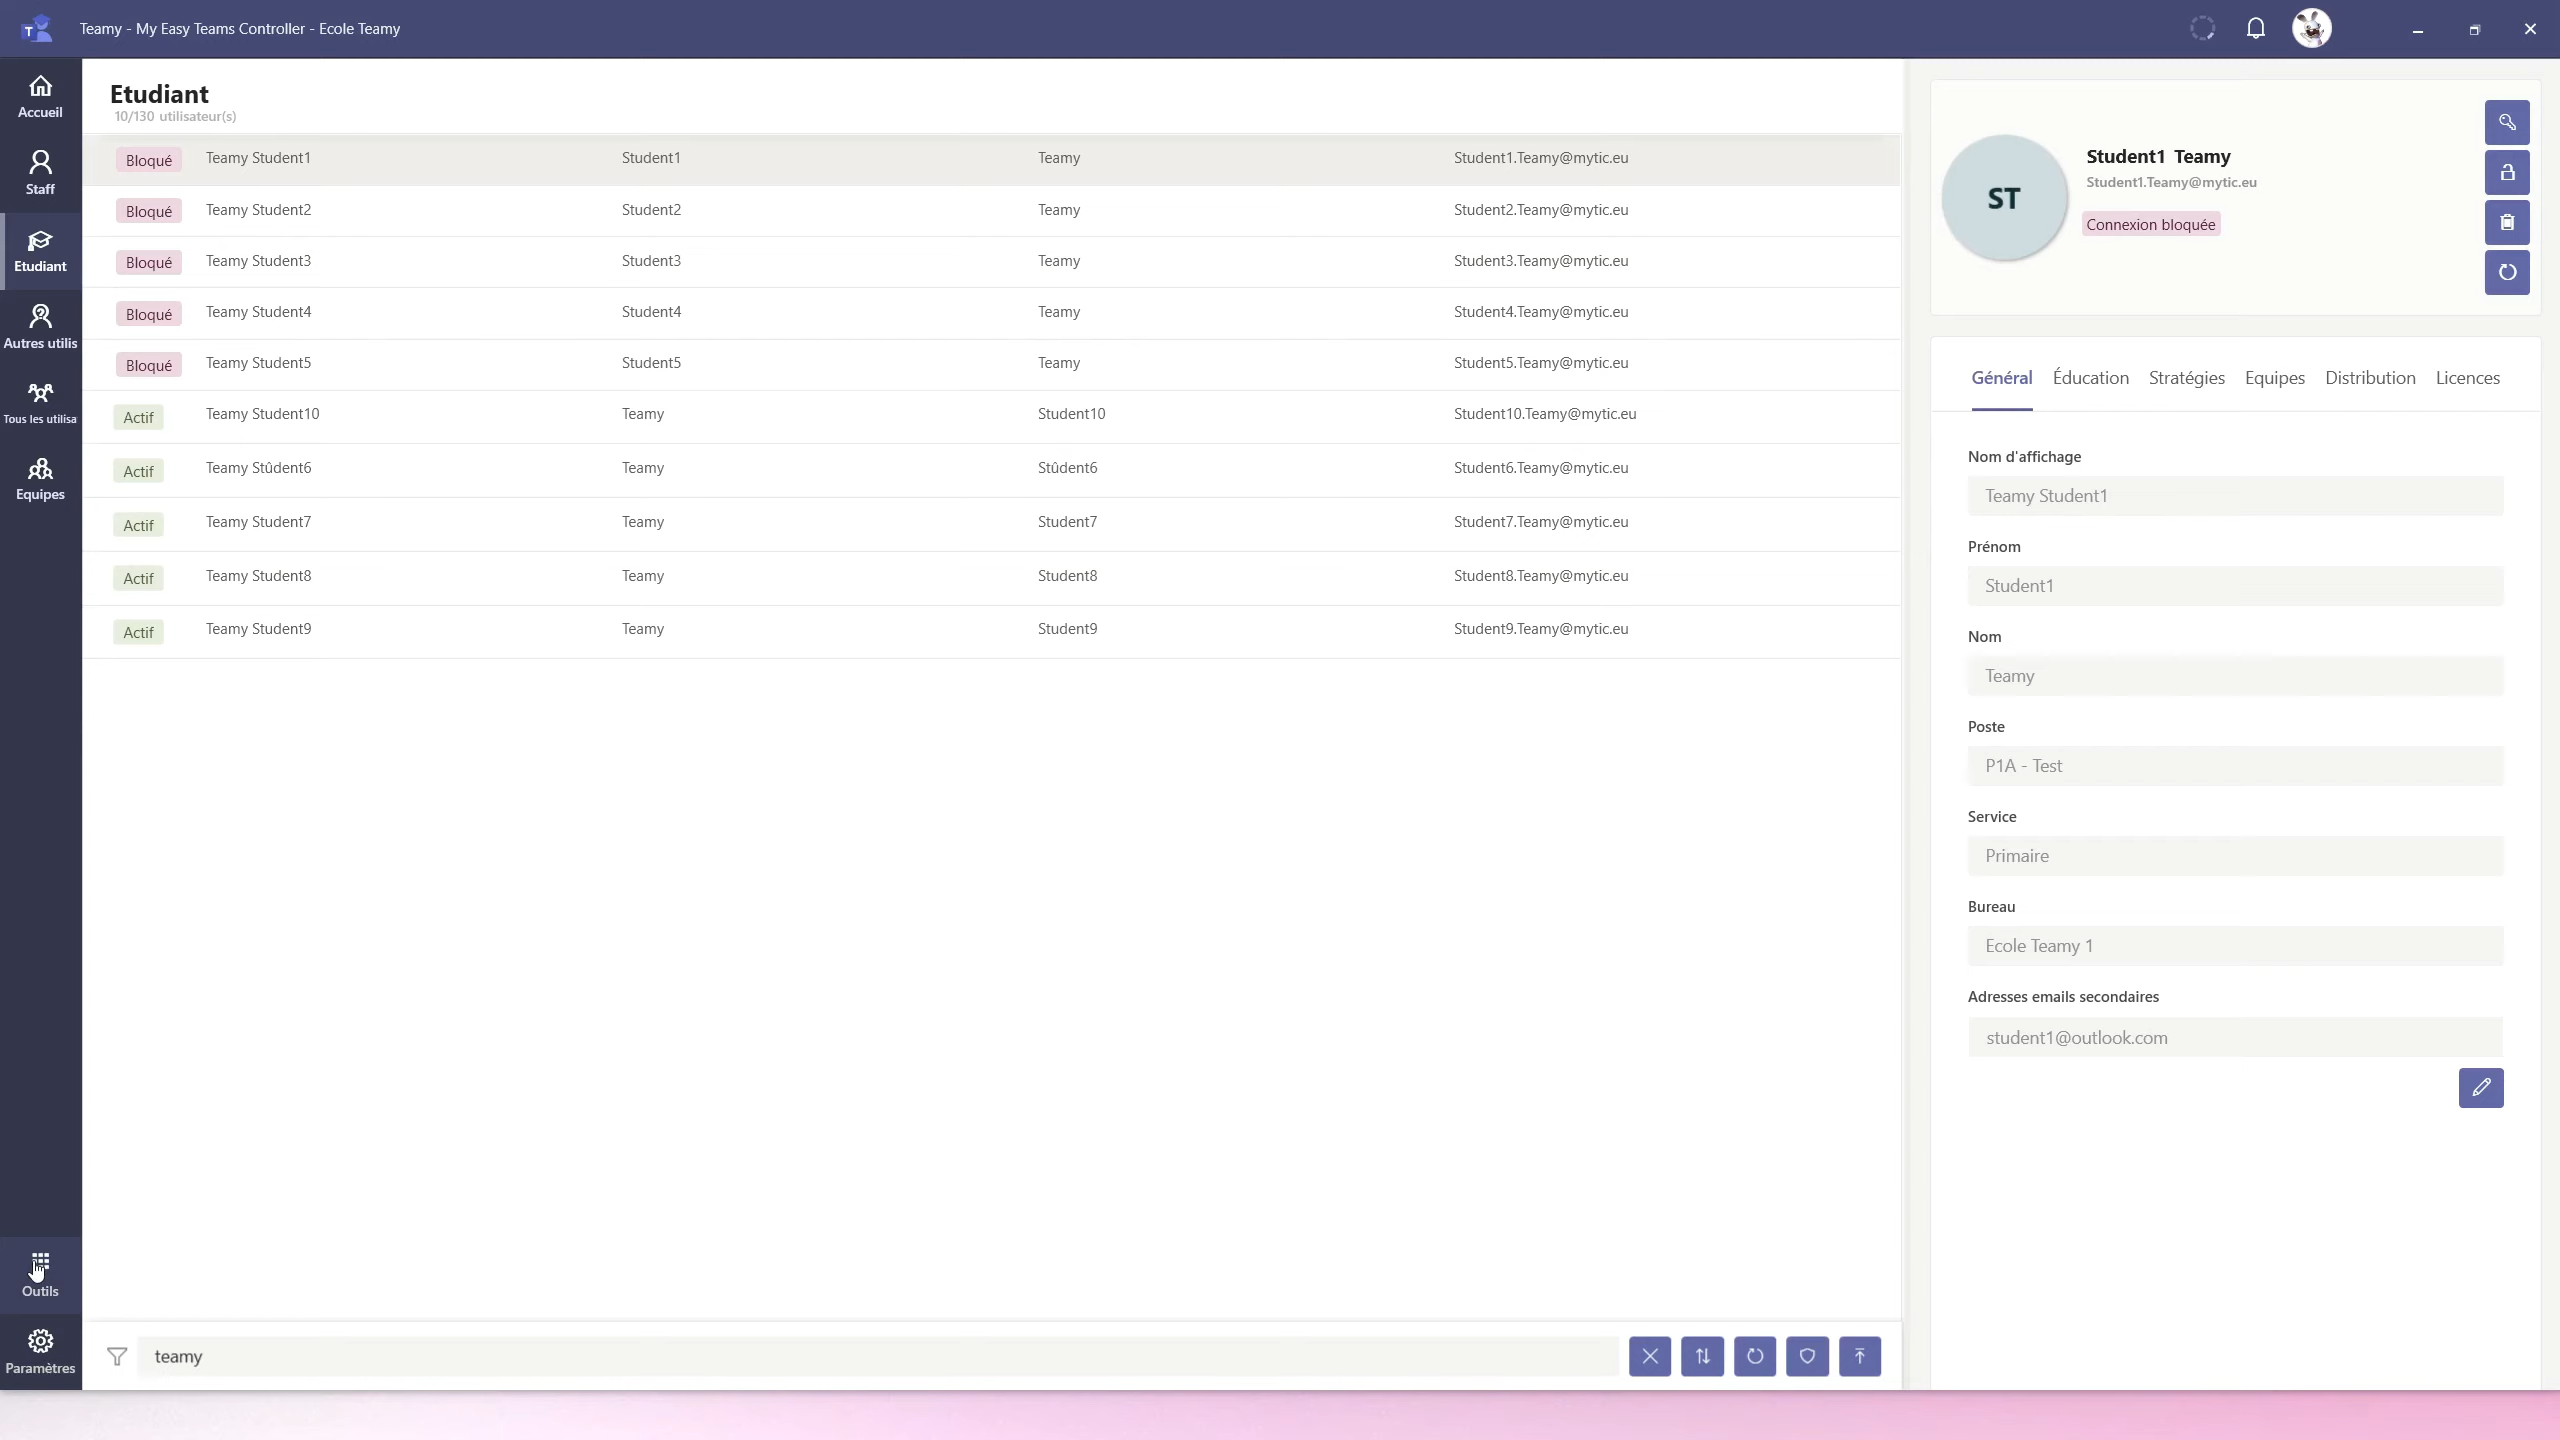 Teamy - My Easy Teams Controller - Ecole Teamy
Accueil
Staff
Etudiant
Autres utilis
Tous les utilisa
Equipes
Outils
Paramètres
Etudiant
10/130 utilisateur(s)
Bloqué Teamy Student1 Student1 Teamy Student1.Teamy@mytic.eu
Bloqué Teamy Student2 Student2 Teamy Student2.Teamy@mytic.eu
Bloqué Teamy Student3 Student3 Teamy Student3.Teamy@mytic.eu
Bloqué Teamy Student4 Student4 Teamy Student4.Teamy@mytic.eu
Bloqué Teamy Student5 Student5 Teamy Student5.Teamy@mytic.eu
Actif Teamy Student10 Teamy Student10 Student10.Teamy@mytic.eu
Actif Teamy Stûdent6 Teamy Stûdent6 Student6.Teamy@mytic.eu
Actif Teamy Student7 Teamy Student7 Student7.Teamy@mytic.eu
Actif Teamy Student8 Teamy Student8 Student8.Teamy@mytic.eu
Actif Teamy Student9 Teamy Student9 Student9.Teamy@mytic.eu
teamy
ST
Student1 Teamy
Student1.Teamy@mytic.eu
Connexion bloquée
Général Éducation Stratégies Equipes Distribution Licences
Nom d'affichage
Teamy Student1
Prénom
Student1
Nom
Teamy
Poste
P1A - Test
Service
Primaire
Bureau
Ecole Teamy 1
Adresses emails secondaires
student1@outlook.com